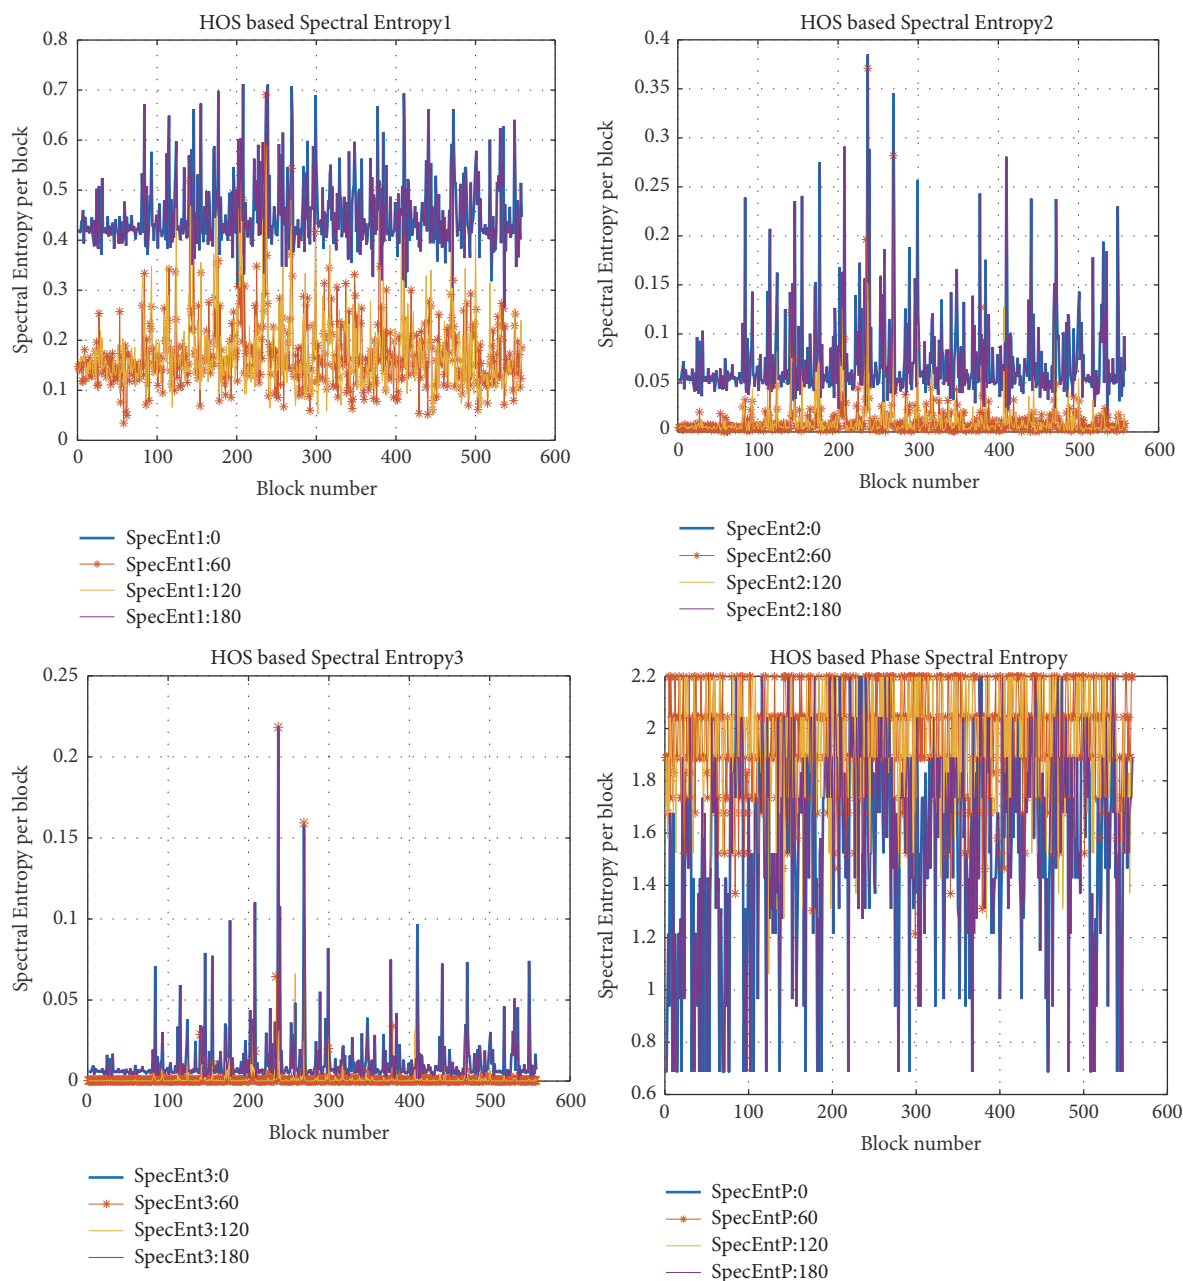 HOS based Spectral Entropy1
0.8
0.7
0.6
0.5
0.4
0.3
0.2
0.1
0
Spectral Entropy per block
0 100 200 300 400 500 600
Block number
SpecEnt1:0
SpecEnt1:60
SpecEnt1:120
SpecEnt1:180
HOS based Spectral Entropy2
0.4
0.35
0.3
0.25
0.2
0.15
0.1
0.05
0
Spectral Entropy per block
0 100 200 300 400 500 600
Block number
SpecEnt2:0
SpecEnt2:60
SpecEnt2:120
SpecEnt2:180
HOS based Spectral Entropy3
0.25
0.2
0.15
0.1
0.05
0
Spectral Entropy per block
0 100 200 300 400 500 600
Block number
SpecEnt3:0
SpecEnt3:60
SpecEnt3:120
SpecEnt3:180
HOS based Phase Spectral Entropy
2.2
2
1.8
1.6
1.4
1.2
1
0.8
0.6
Spectral Entropy per block
0 100 200 300 400 500 600
Block number
SpecEntP:0
SpecEntP:60
SpecEntP:120
SpecEntP:180